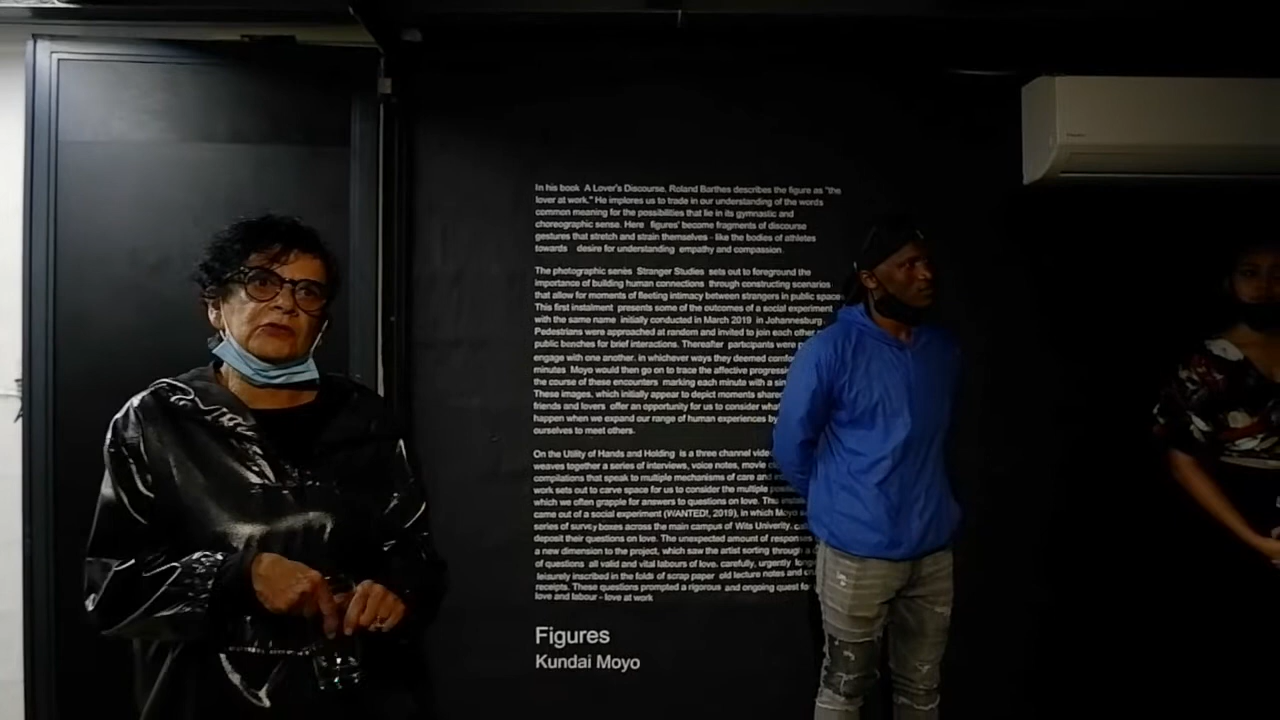 In his book A Lover's Discourse, Roland Barthes describes the figure as "the
lover at work." He implores us to trade in our understanding of the words
common meaning for the possibilities that lie in its gymnastic and
choreographic sense. Here figures' become fragments of discourse
gestures that stretch and strain themselves - like the bodies of athletes
towards desire for understanding empathy and compassion.
The photographic series Stranger Studies sets out to foreground the
importance of building human connections through constructing scenarios
that allow for moments of fleeting intimacy between strangers in public space
This first instalment presents some of the outcomes of a social experiment
with the same name initially conducted in March 2019 in Johannesburg.
Pedestrians were approached at random and invited to join each other
public benches for brief interactions. Thereafter participants were
engage with one another, in whichever ways they deemed
minutes Moyo would then go on to trace the affective
the course of these encounters marking each minute with a
These images, which initially appear to depict moments
friends and lovers offer an opportunity for us to consider what
happen when we expand our range of human experiences by
ourselves to meet others.
On the Utility of Hands and Holding is a three channel
weaves together a series of interviews, voice notes, movie
compilations that speak to multiple mechanisms of care and
work sets out to carve space for us to consider the multiple
which we often grapple for answers to questions on love. This
came out of a social experiment (WANTED!, 2019), in which Moyo
series of survey boxes across the main campus of Wits Univerity,
deposit their questions on love. The unexpected amount of
a new dimension to the project, which saw the artist sorting through
of questions all valid and vital labours of love. carefully, urgently
leisurely inscribed in the folds of scrap paper old lecture notes and
receipts. These questions prompted a rigorous and ongoing quest
love and labour - love at work
Figures
Kundai Moyo